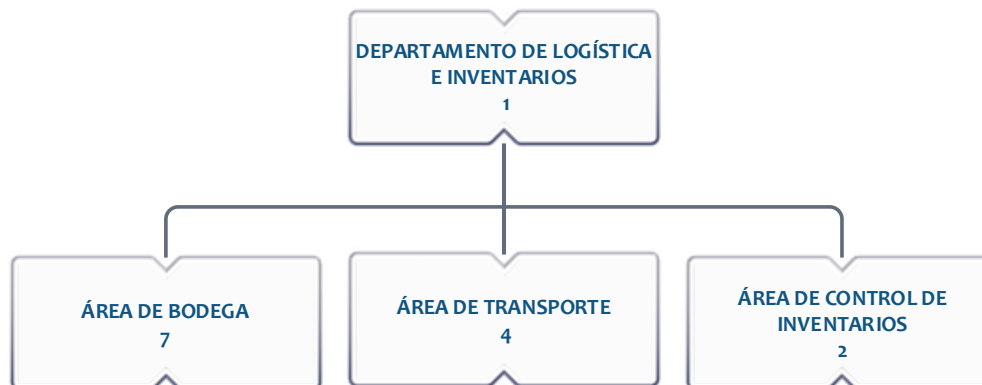 DEPARTAMENTO DE LOGÍSTICA
E INVENTARIOS
1
ÁREA DE BODEGA
7
ÁREA DE TRANSPORTE
4
ÁREA DE CONTROL DE
INVENTARIOS
2